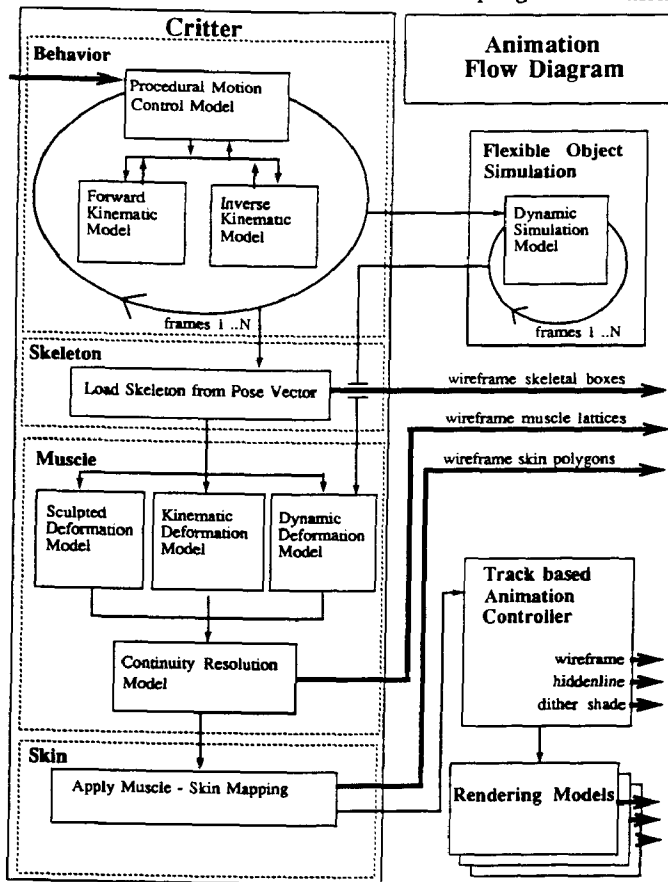 Critter
Animation
Flow Diagram
Behavior
Procedural Motion
Control Model
Forward
Kinematic
Model
Inverse
Kinematic
Model
frames 1 ..N
Flexible Object
Simulation
Dynamic
Simulation
Model
frames 1 ..N
Skeleton
Load Skeleton from Pose Vector
wireframe skeletal boxes
wireframe muscle lattices
wireframe skin polygons
Muscle
Sculpted
Deformation
Model
Kinematic
Deformation
Model
Dynamic
Deformation
Model
Continuity Resolution
Model
Track based
Animation
Controller
wireframe
hiddenline
dither shade
Skin
Apply Muscle - Skin Mapping
Rendering Models